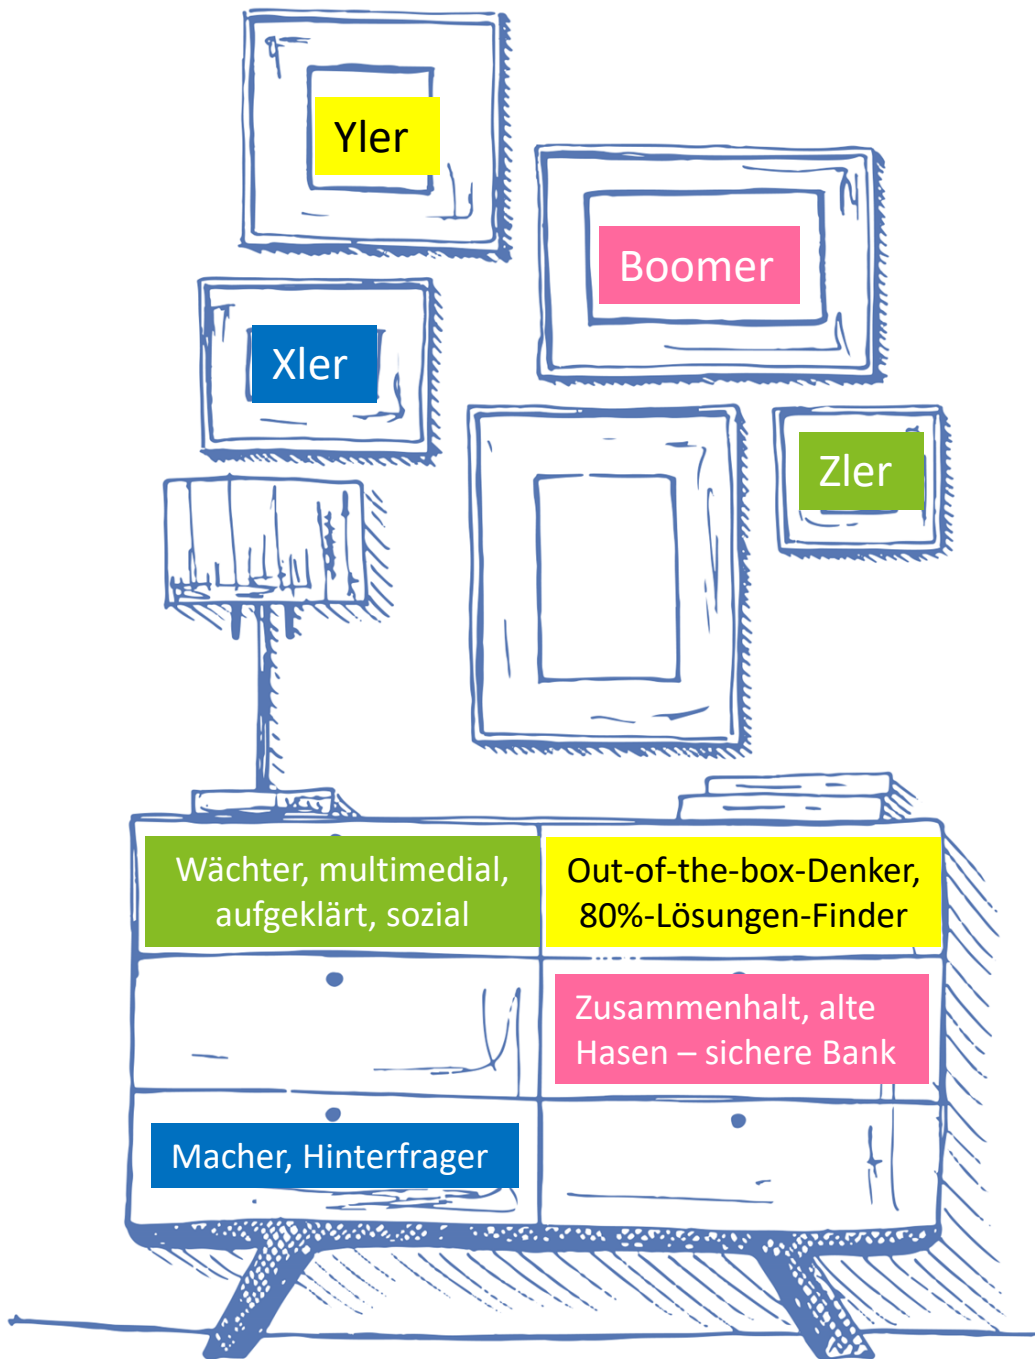 Yler
Boomer
Xler
Zler
Wächter, multimedial,
aufgeklärt, sozial
Out-of-the-box-Denker,
80%-Lösungen-Finder
Zusammenhalt, alte
Hasen – sichere Bank
Macher, Hinterfrager